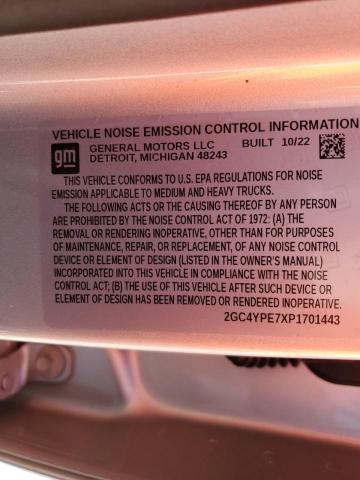 VEHICLE NOISE EMISSION CONTROL INFORMATION
gm
GENERAL MOTORS LLC BUILT 10/22
DETROIT, MICHIGAN 48243
THIS VEHICLE CONFORMS TO U.S. EPA REGULATIONS FOR NOISE
EMISSION APPLICABLE TO MEDIUM AND HEAVY TRUCKS.
THE FOLLOWING ACTS OR THE CAUSING THEREOF BY ANY PERSON
ARE PROHIBITED BY THE NOISE CONTROL ACT OF 1972: (A) THE
REMOVAL OR RENDERING INOPERATIVE, OTHER THAN FOR PURPOSES
OF MAINTENANCE, REPAIR, OR REPLACEMENT, OF ANY NOISE CONTROL
DEVICE OR ELEMENT OF DESIGN (LISTED IN THE OWNER'S MANUAL)
INCORPORATED INTO THIS VEHICLE IN COMPLIANCE WITH THE NOISE
CONTROL ACT; (B) THE USE OF THIS VEHICLE AFTER SUCH DEVICE OR
ELEMENT OF DESIGN HAS BEEN REMOVED OR RENDERED INOPERATIVE.
2GC4YPE7XP1701443